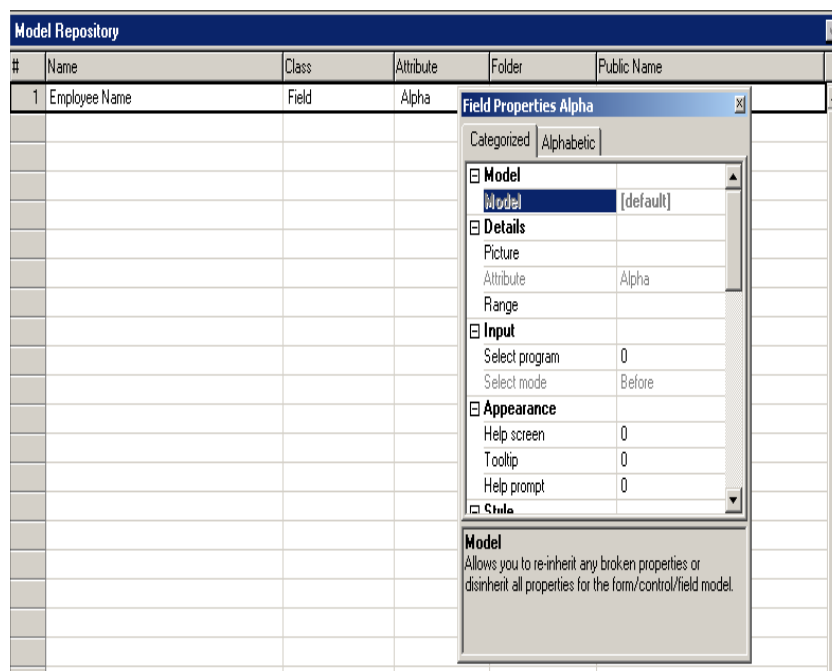 Model Repository
# Name Class Attribute Folder Public Name
1 Employee Name Field Alpha
Field Properties Alpha
Categorized Alphabetic
Model
Model [default]
Details
Picture
Attribute Alpha
Range
Input
Select program 0
Select mode Before
Appearance
Help screen 0
Tooltip 0
Help prompt 0
Style
Model
Allows you to re-inherit any broken properties or
disinherit all properties for the form/control/field model.